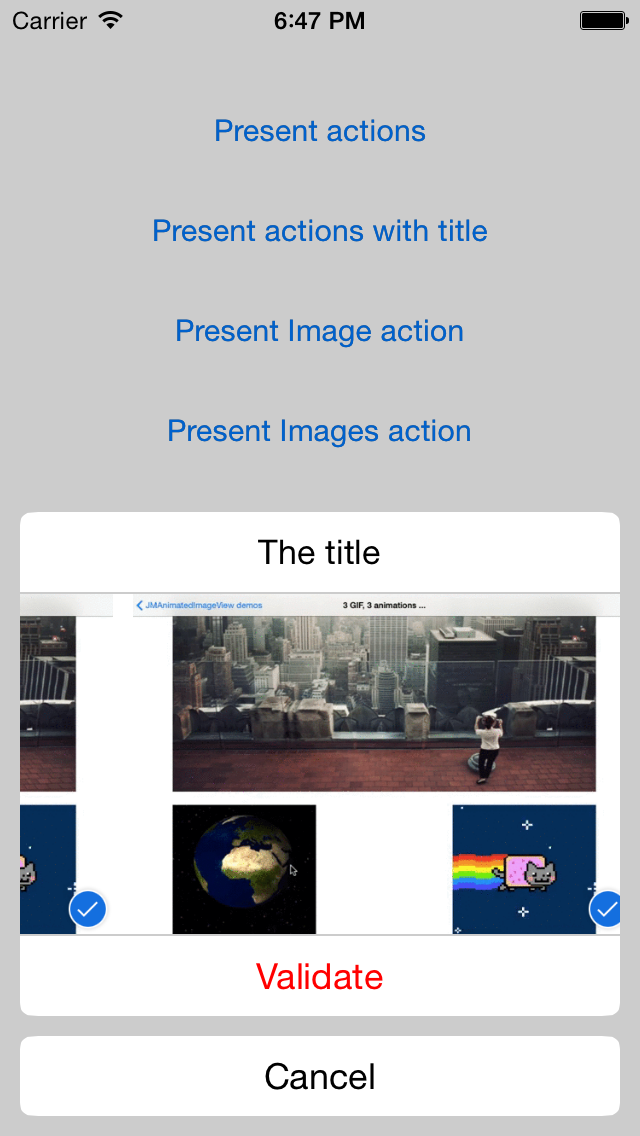 Carrier 6:47 PM
Present actions
Present actions with title
Present Image action
Present Images action
The title
JMAnimatedImageView demos 3 GIF, 3 animations ...
Validate
Cancel